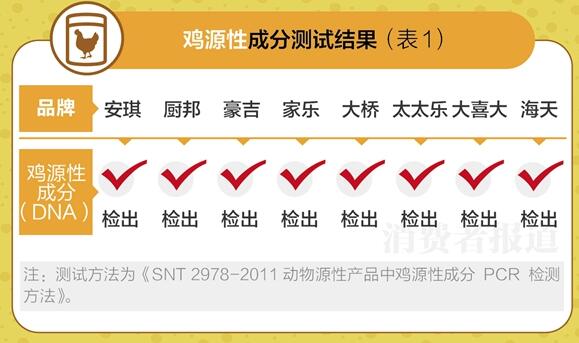 鸡源性成分测试结果（表1）
品牌 安琪 厨邦 豪吉 家乐 大桥 太太乐 大喜大 海天
鸡源性
成分
（DNA）
检出 检出 检出 检出 检出 检出 检出 检出
消费者报道
注：测试方法为《SNT 2978-2011 动物源性产品中鸡源性成分 PCR 检测
方法》。